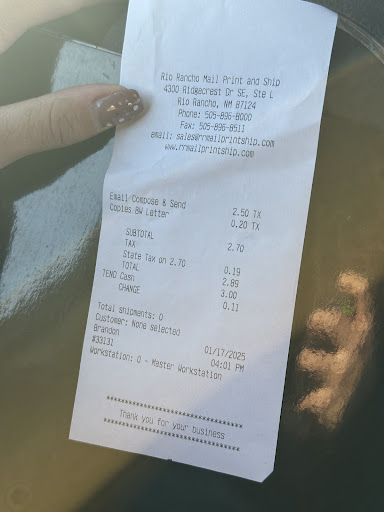 Rio Rancho Mail Print and Ship
4300 Ridgecrest Dr SE, Ste L
Rio Rancho, NM 87124
Phone: 505-896-8000
Fax: 505-896-8511
email: sales@rrmailprintship.com
www.rrmailprintship.com
Email/Compose & Send 2.50 TX
Copies BW Letter 0.20 TX
SUBTOTAL 2.70
TAX
State Tax on 2.70 0.19
TOTAL 2.89
TEND Cash 3.00
CHANGE 0.11
Total shipments: 0
Customer: None selected 01/17/2025
Brandon 04:01 PM
#33131
Workstation: 0 - Master Workstation
****************************************
Thank you for your business
****************************************